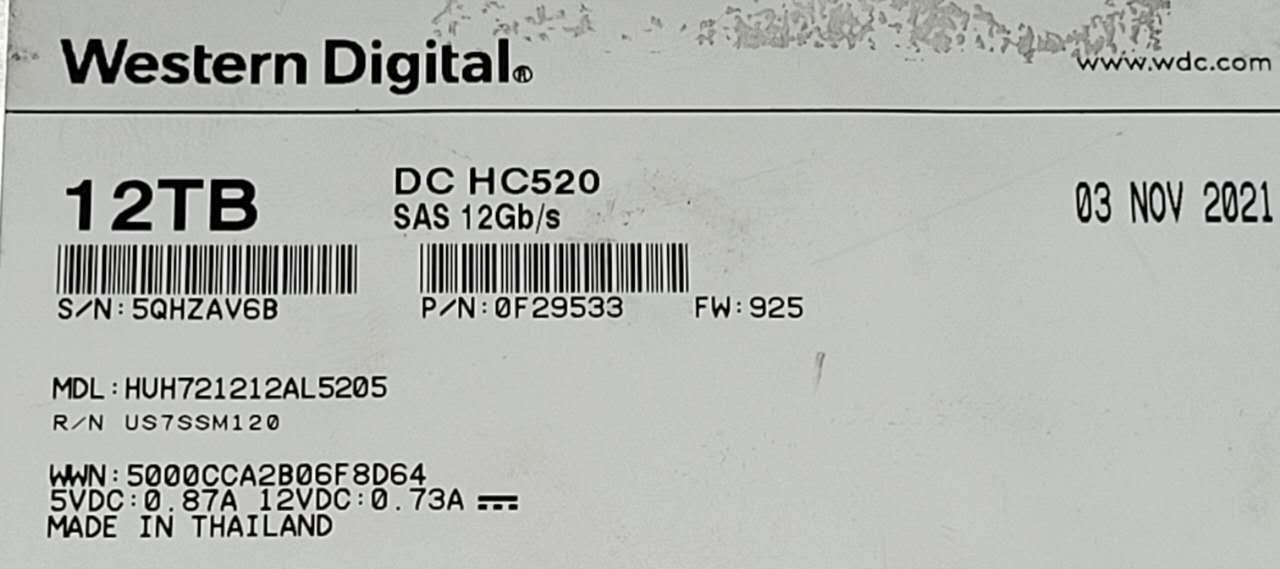 Western Digital®
www.wdc.com
12TB
DC HC520
SAS 12Gb/s
03 NOV 2021
S/N:5QHZAV6B
P/N:0F29533
FW:925
MDL:HUH721212AL5205
R/N US7SSM120
WWN:5000CCA2B06F8D64
5VDC:0.87A 12VDC:0.73A
MADE IN THAILAND